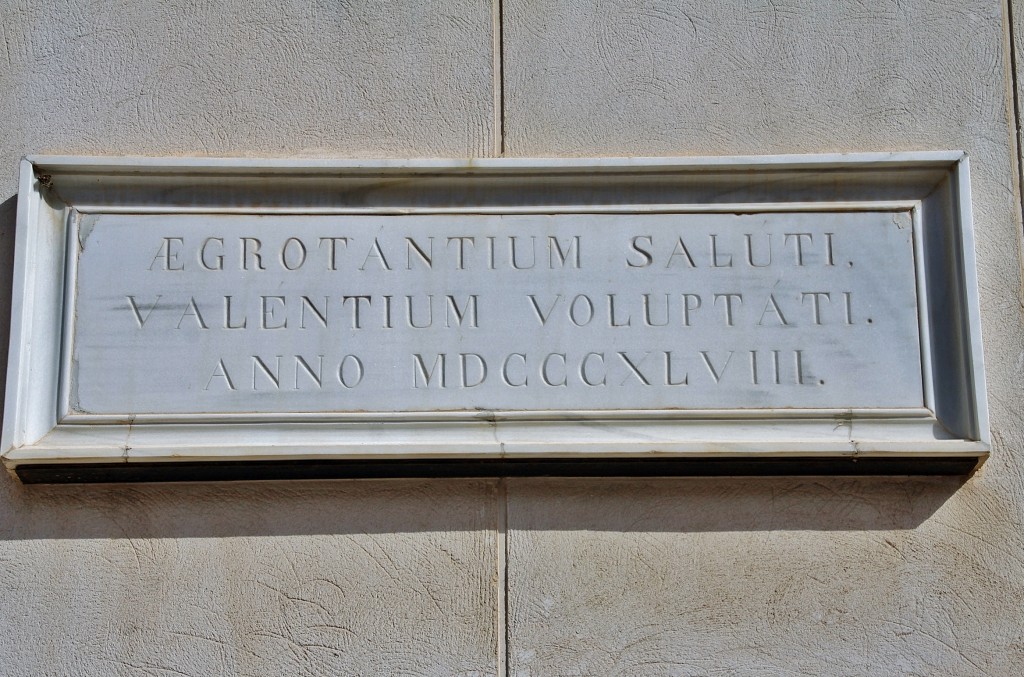 ÆGROTANTIUM SALUTI.
VALENTIUM VOLUPTATI.
ANNO MDCCCXLVIII.